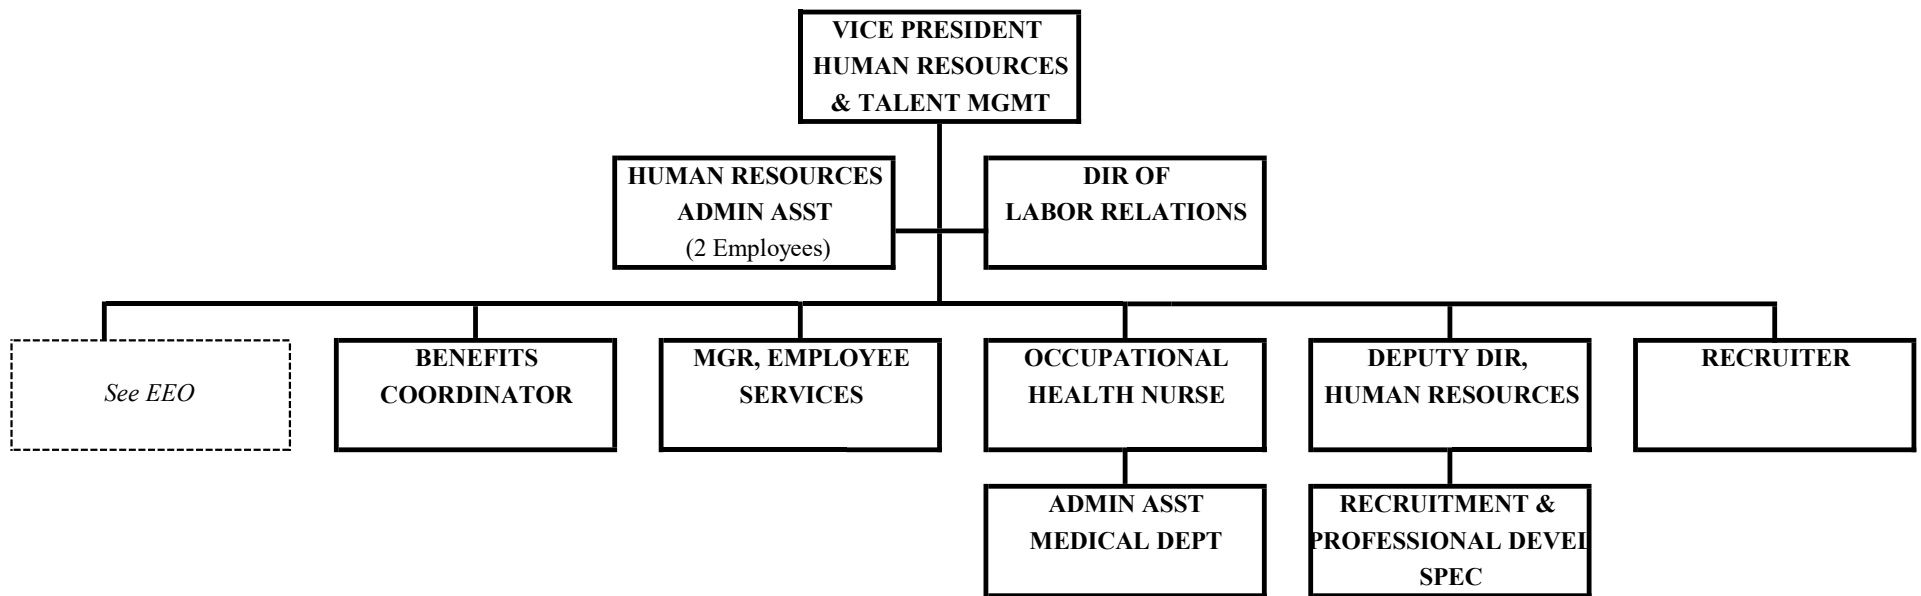 VICE PRESIDENT
HUMAN RESOURCES
& TALENT MGMT
HUMAN RESOURCES
ADMIN ASST
(2 Employees)
DIR OF
LABOR RELATIONS
See EEO
BENEFITS
COORDINATOR
MGR, EMPLOYEE
SERVICES
OCCUPATIONAL
HEALTH NURSE
DEPUTY DIR,
HUMAN RESOURCES
RECRUITER
ADMIN ASST
MEDICAL DEPT
RECRUITMENT &
PROFESSIONAL DEVEL
SPEC